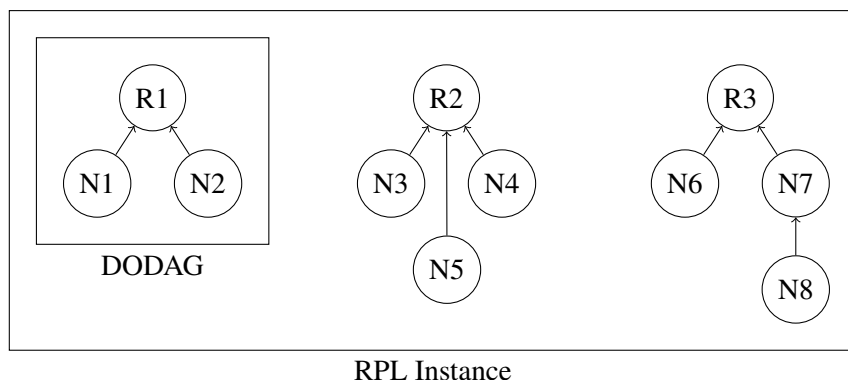 R1 R2 R3
N1 N2 N3 N4 N6 N7
DODAG
N5
N8
RPL Instance